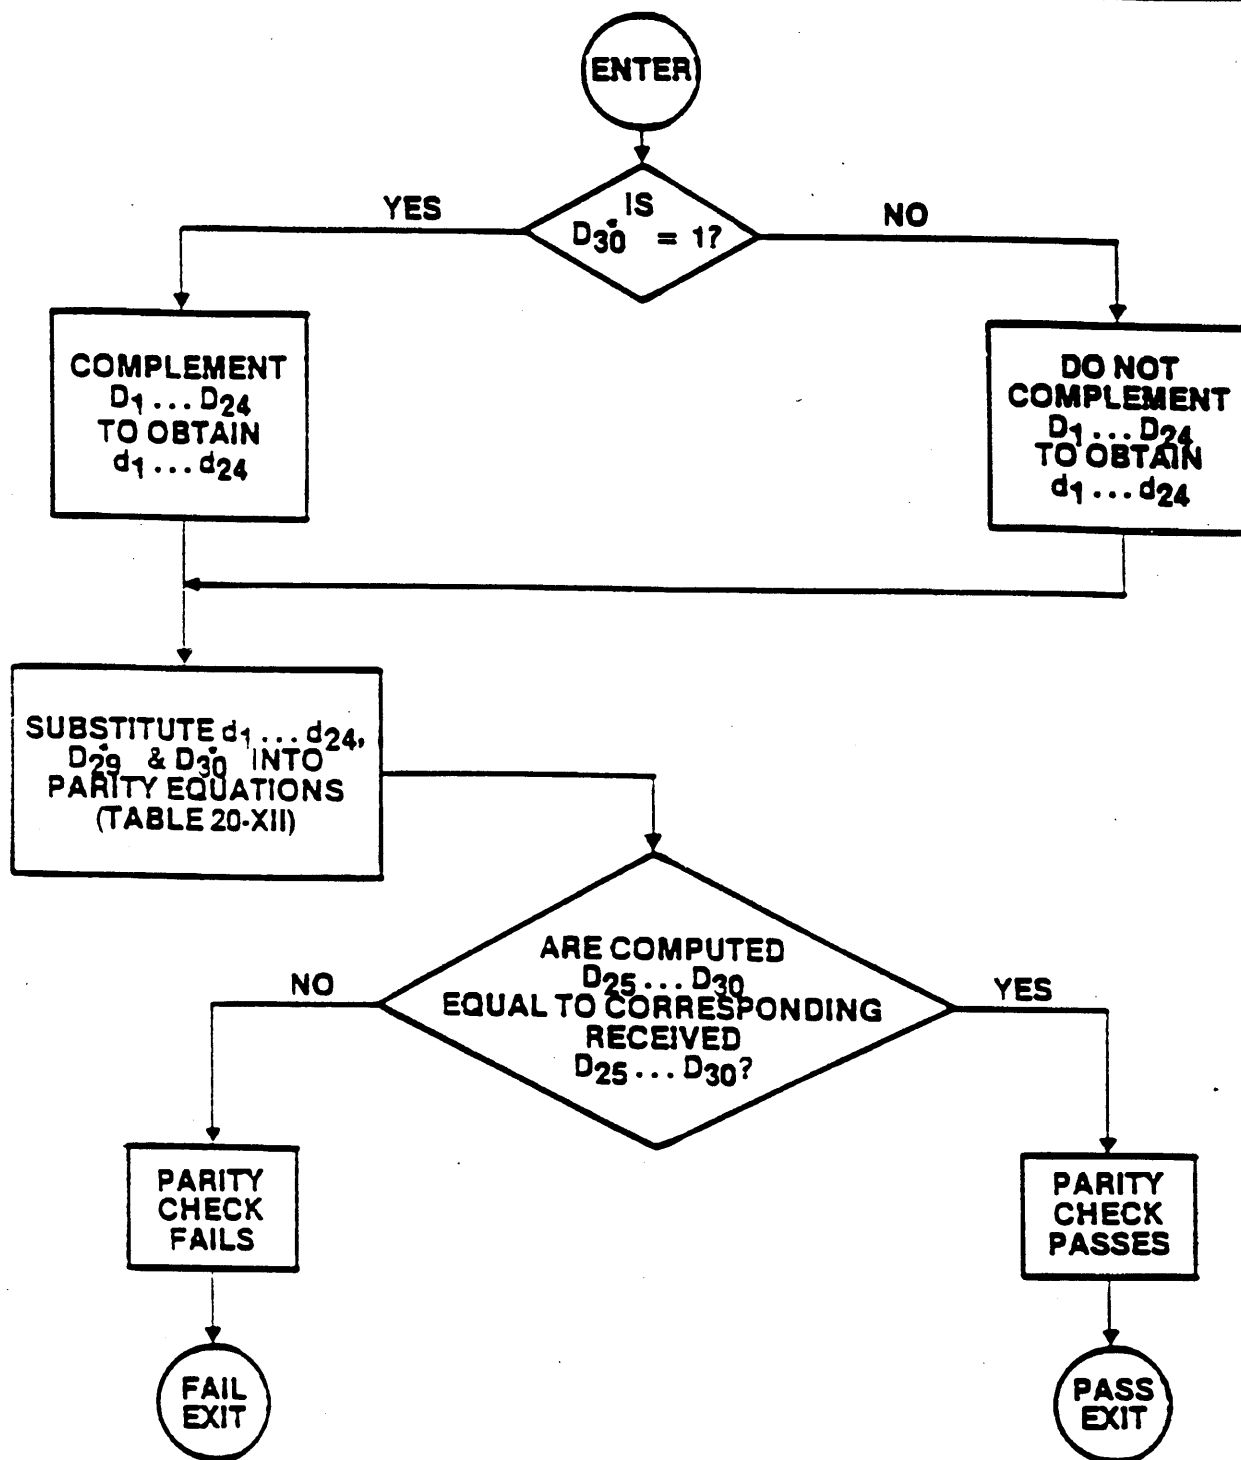 ENTER
YES
IS
D30* = 1?
NO
COMPLEMENT
D1 ... D24
TO OBTAIN
d1 ... d24
DO NOT
COMPLEMENT
D1 ... D24
TO OBTAIN
d1 ... d24
SUBSTITUTE d1 ... d24,
D29* & D30* INTO
PARITY EQUATIONS
(TABLE 20-XII)
NO
ARE COMPUTED
D25 ... D30
EQUAL TO CORRESPONDING
RECEIVED
D25 ... D30?
YES
PARITY
CHECK
FAILS
PARITY
CHECK
PASSES
FAIL
EXIT
PASS
EXIT